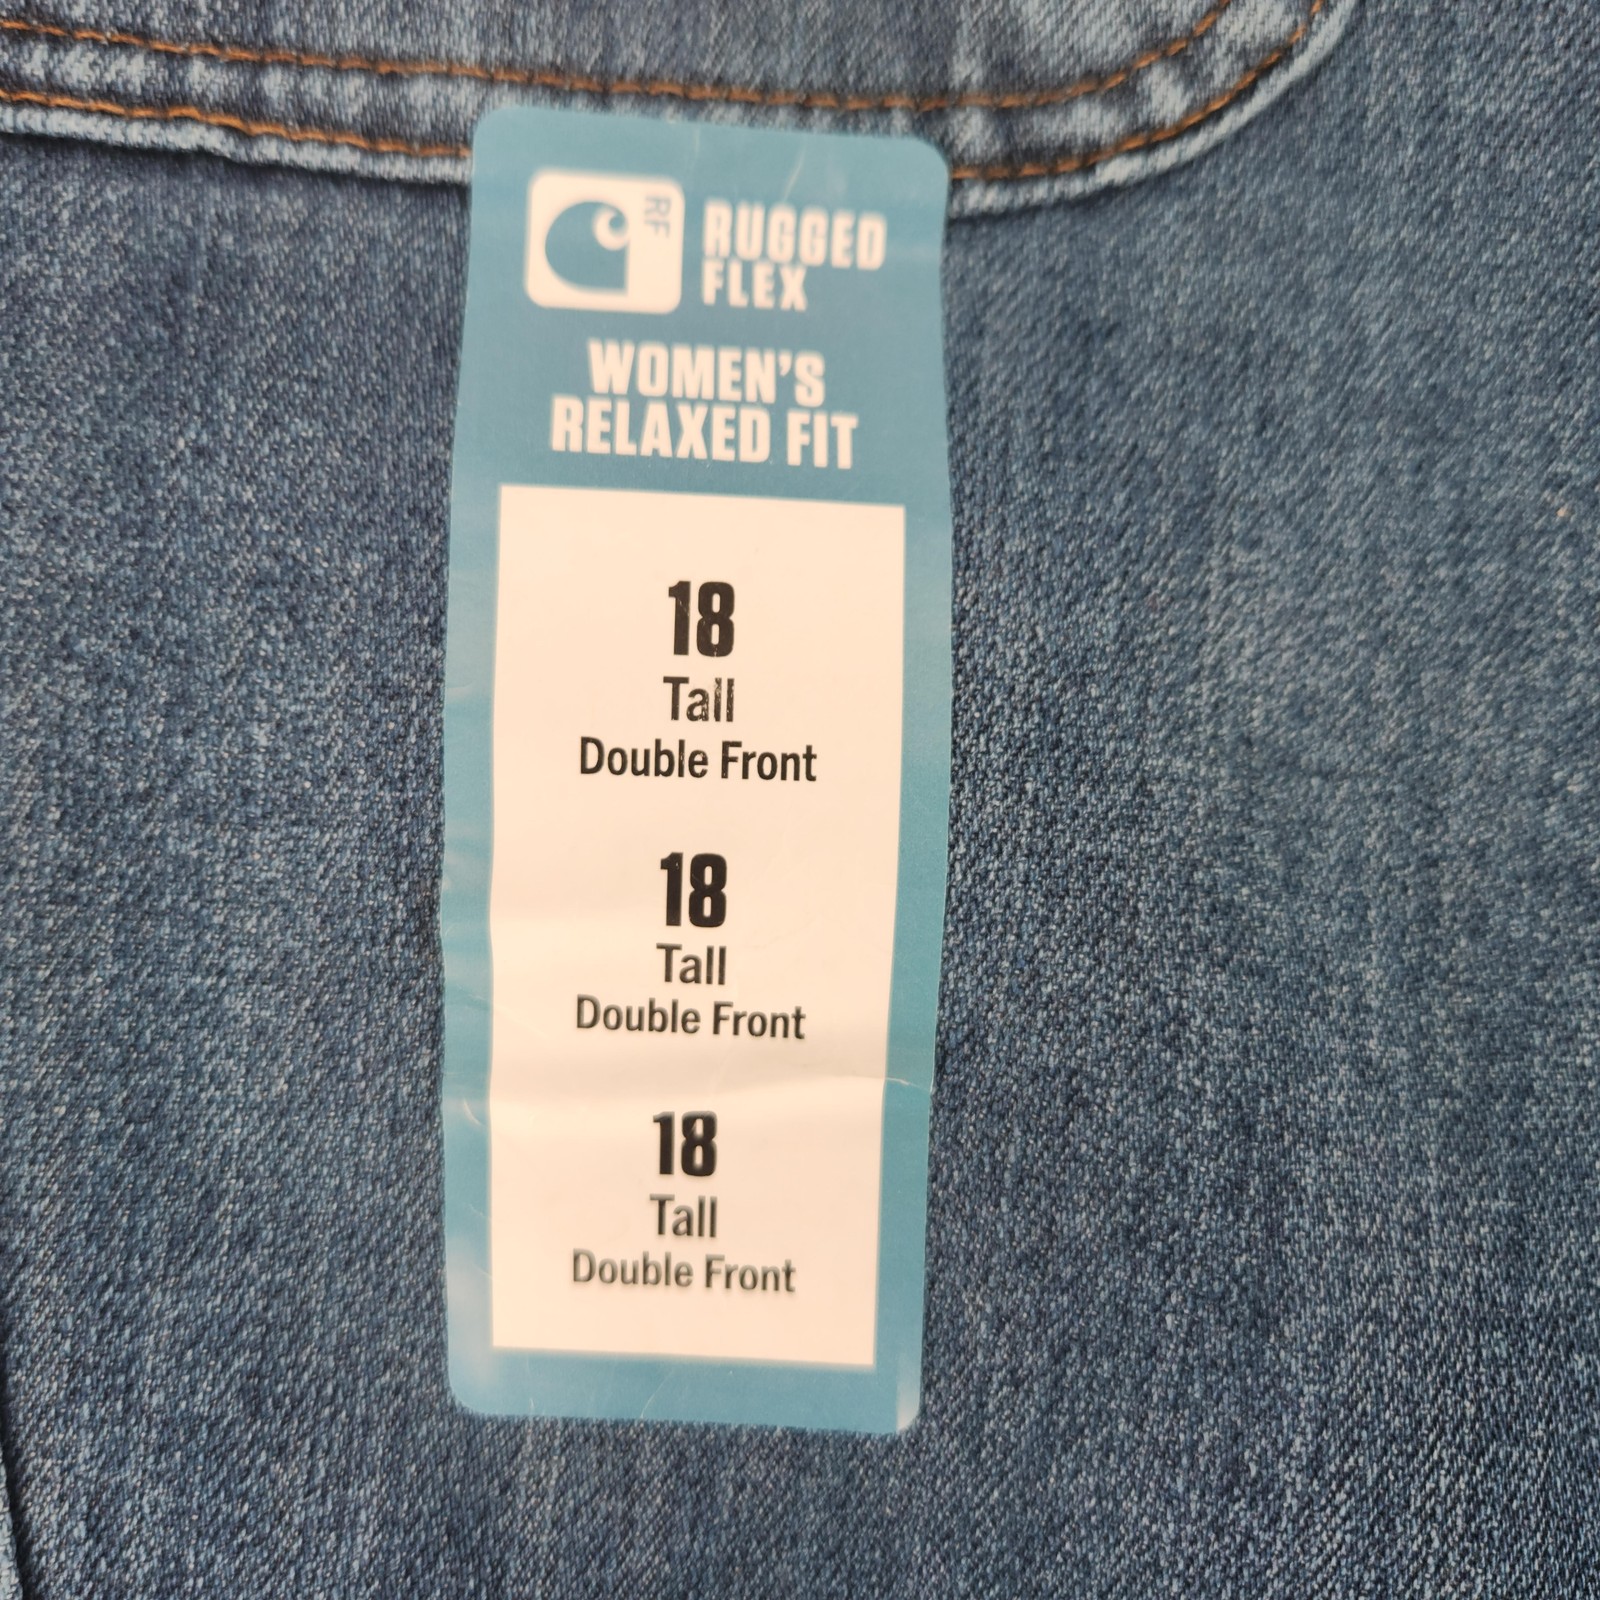 RF
RUGGED
FLEX
WOMEN'S
RELAXED FIT
18
Tall
Double Front
18
Tall
Double Front
18
Tall
Double Front